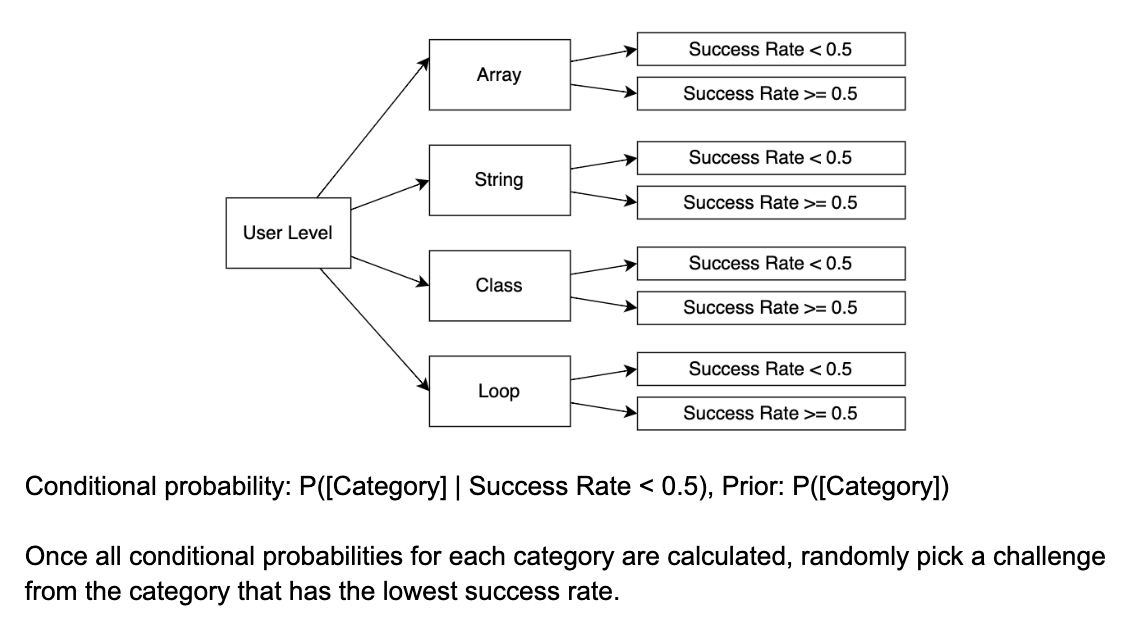 Array
Success Rate < 0.5
Success Rate >= 0.5
String
Success Rate < 0.5
Success Rate >= 0.5
User Level
Class
Success Rate < 0.5
Success Rate >= 0.5
Loop
Success Rate < 0.5
Success Rate >= 0.5
Conditional probability: P([Category] | Success Rate < 0.5), Prior: P([Category])
Once all conditional probabilities for each category are calculated, randomly pick a challenge
from the category that has the lowest success rate.